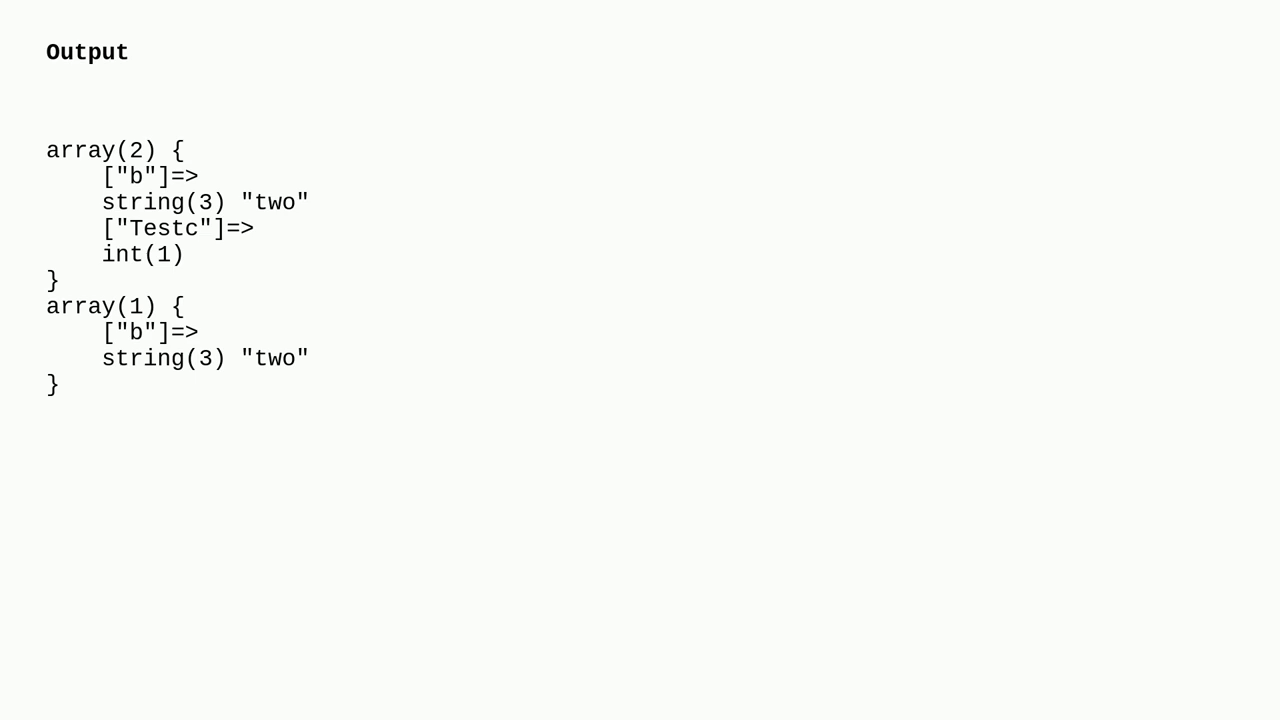 Output
array(2) {
    ["b"]=>
    string(3) "two"
    ["Testc"]=>
    int(1)
}
array(1) {
    ["b"]=>
    string(3) "two"
}